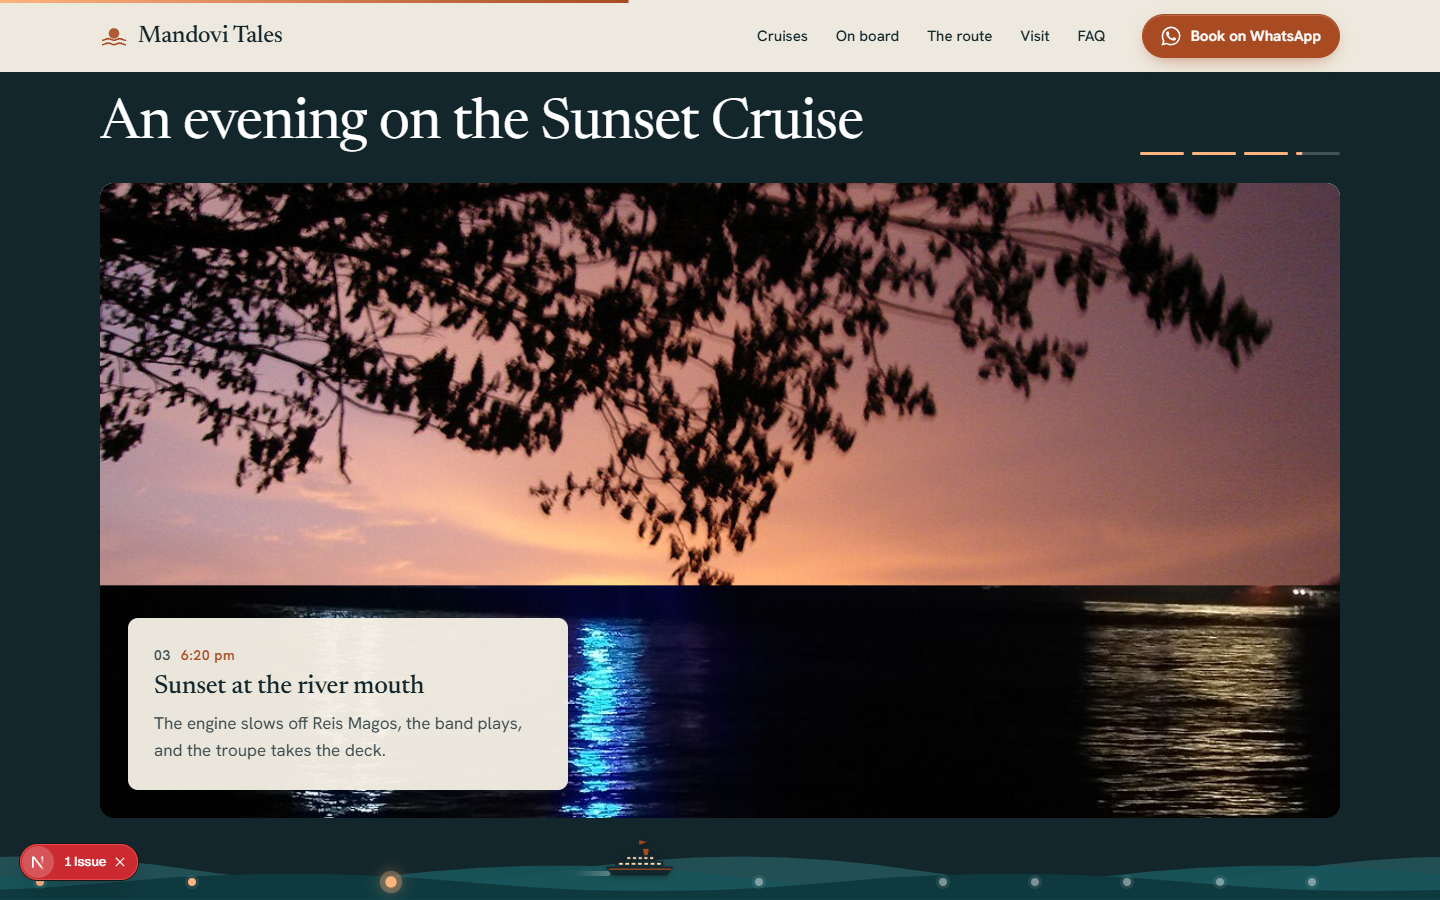 Mandovi Tales
Cruises
On board
The route
Visit
FAQ
Book on WhatsApp
An evening on the Sunset Cruise
03 6:20 pm
Sunset at the river mouth
The engine slows off Reis Magos, the band plays,
and the troupe takes the deck.
N
1 Issue